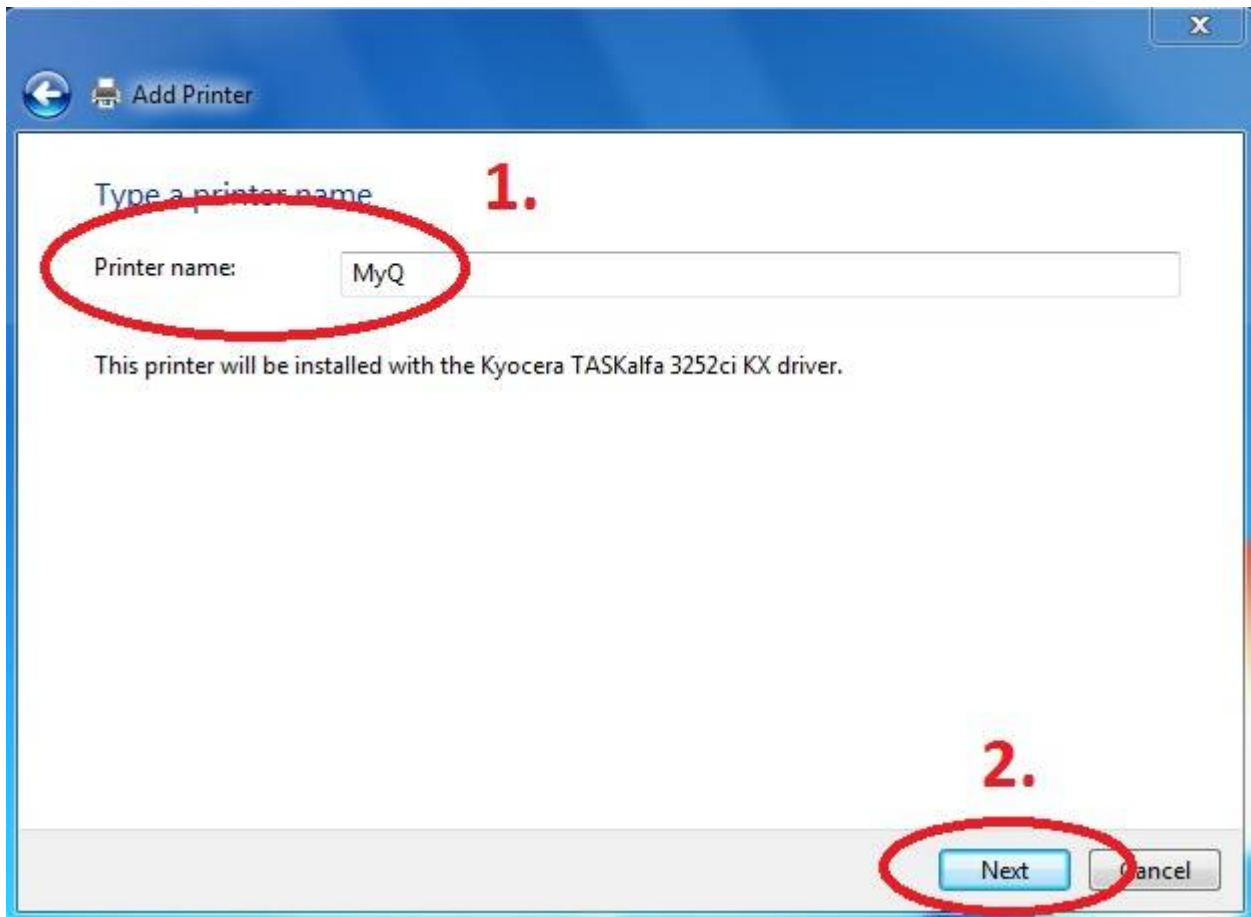 X
Add Printer
Type a printer name
1.
Printer name:
MyQ
This printer will be installed with the Kyocera TASKalfa 3252ci KX driver.
2.
Next
Cancel